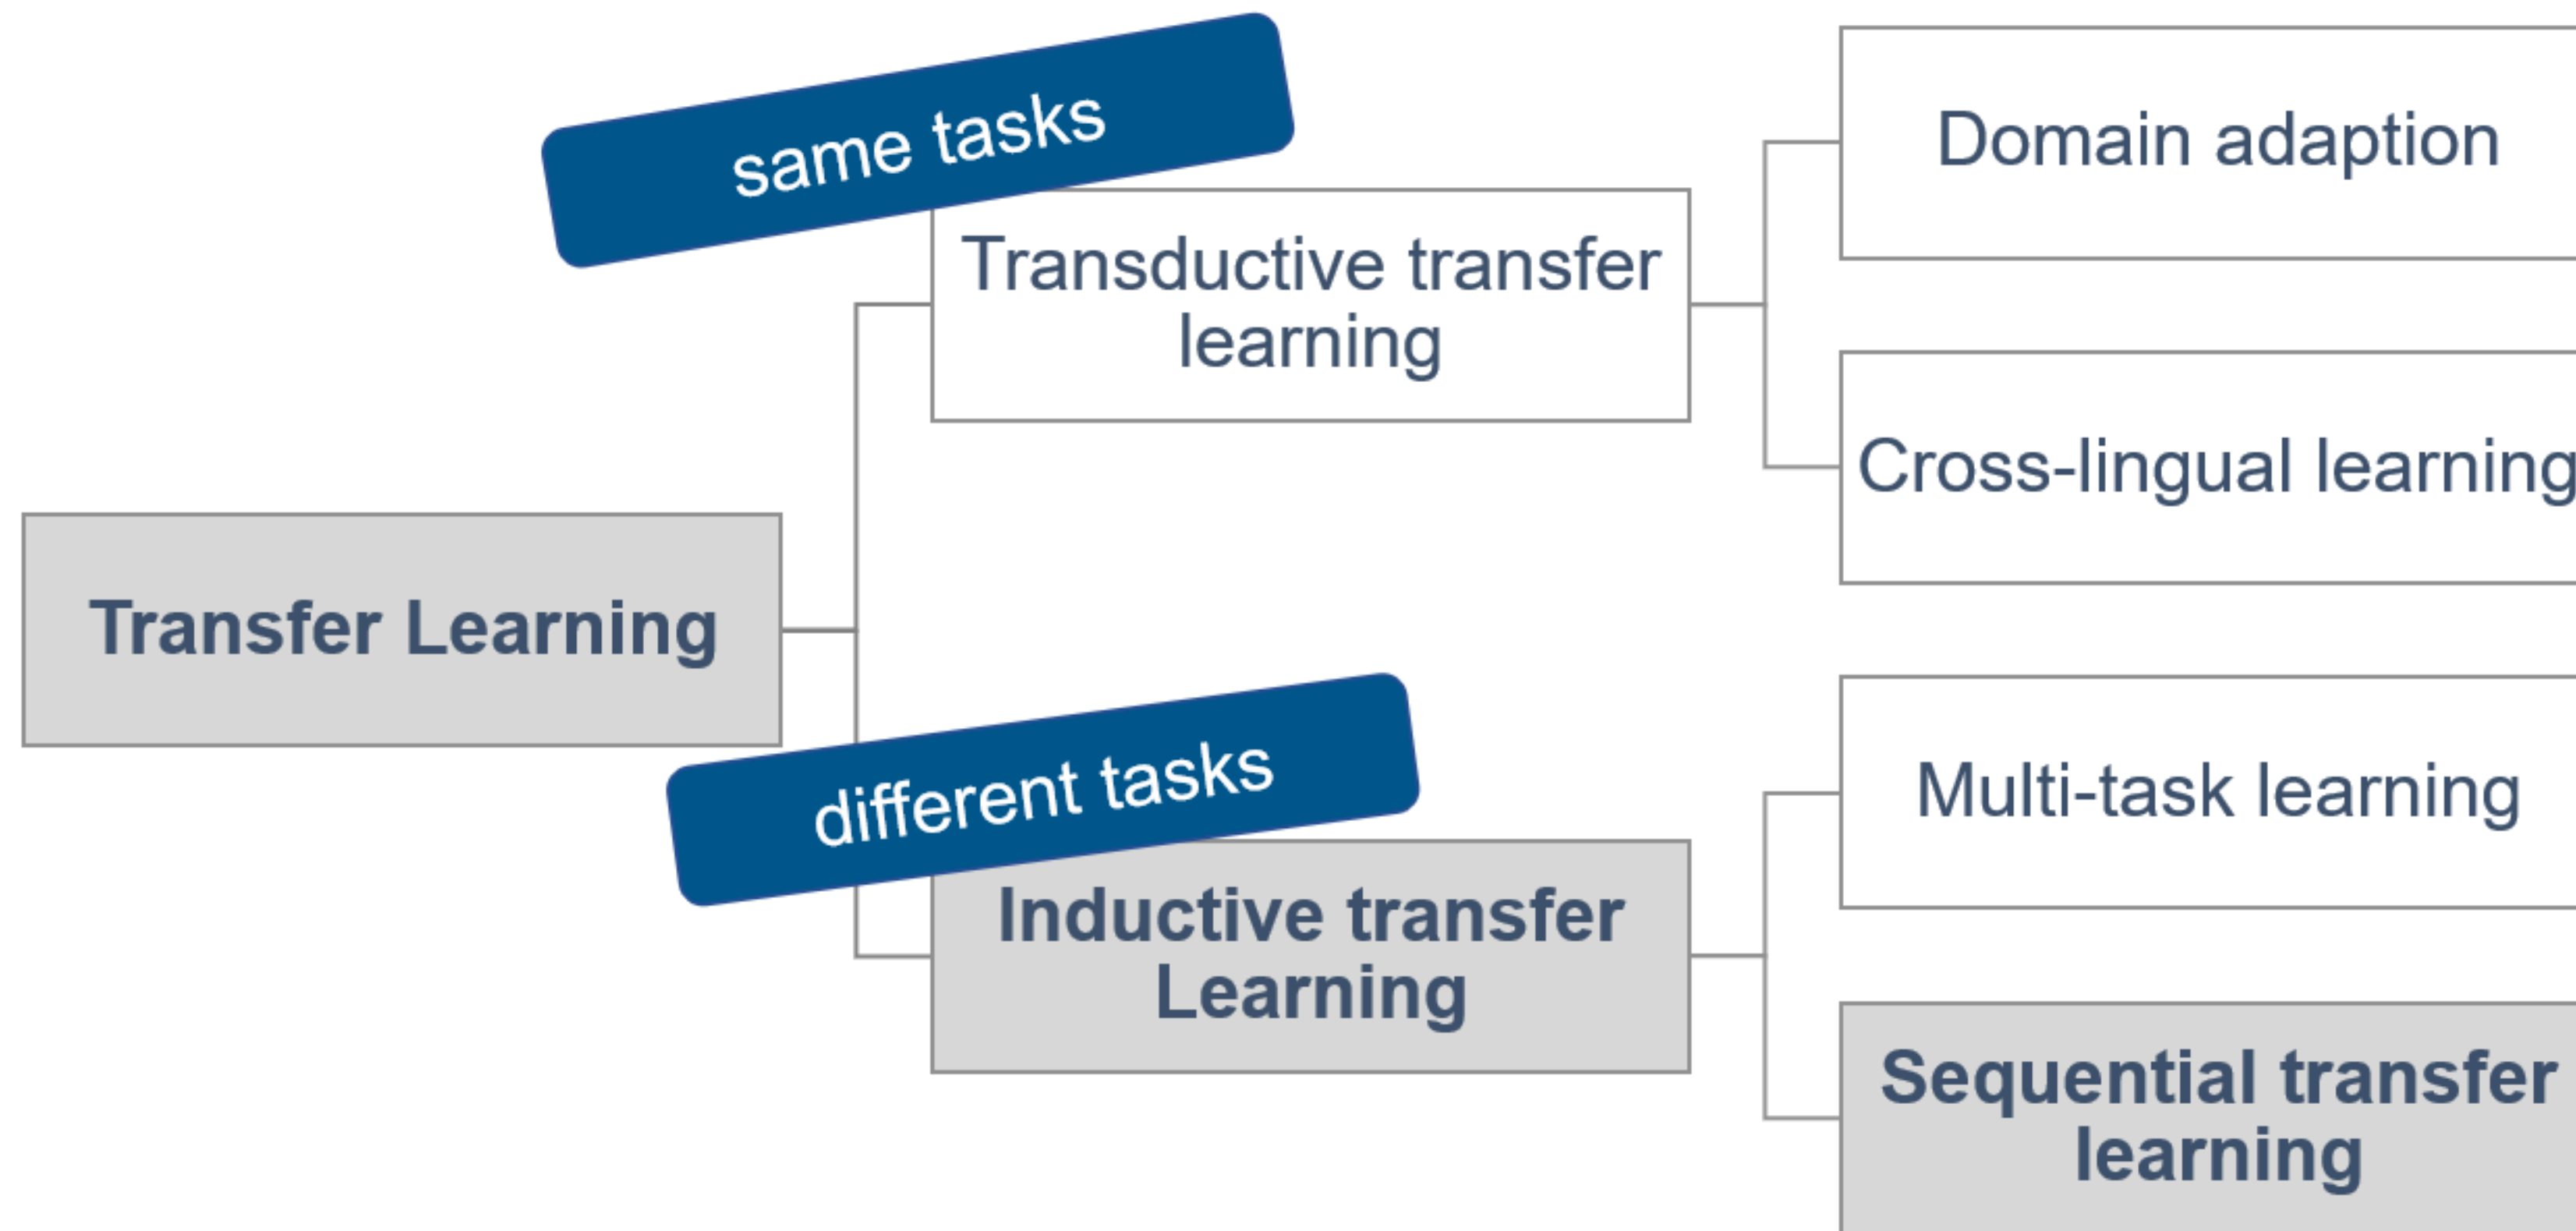 same tasks
Domain adaption
Transductive transfer
learning
Cross-lingual learning
Transfer Learning
different tasks
Multi-task learning
Inductive transfer
Learning
Sequential transfer
learning